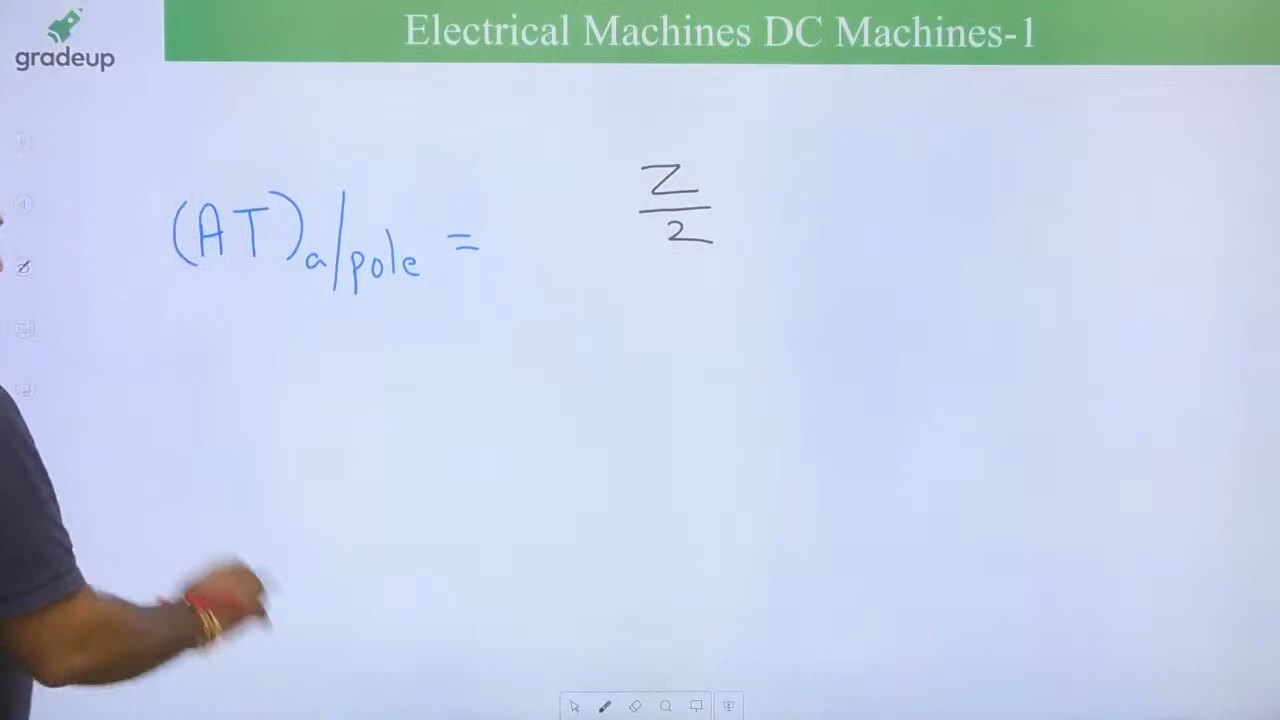 gradeup
Electrical Machines DC Machines-1
(AT)a/pole = Z/2